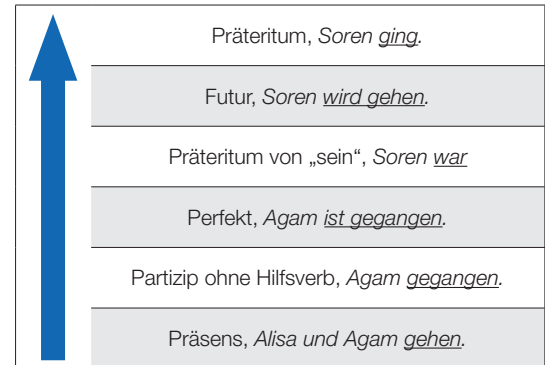 Präteritum, Soren ging.
Futur, Soren wird gehen.
Präteritum von „sein“, Soren war
Perfekt, Agam ist gegangen.
Partizip ohne Hilfsverb, Agam gegangen.
Präsens, Alisa und Agam gehen.